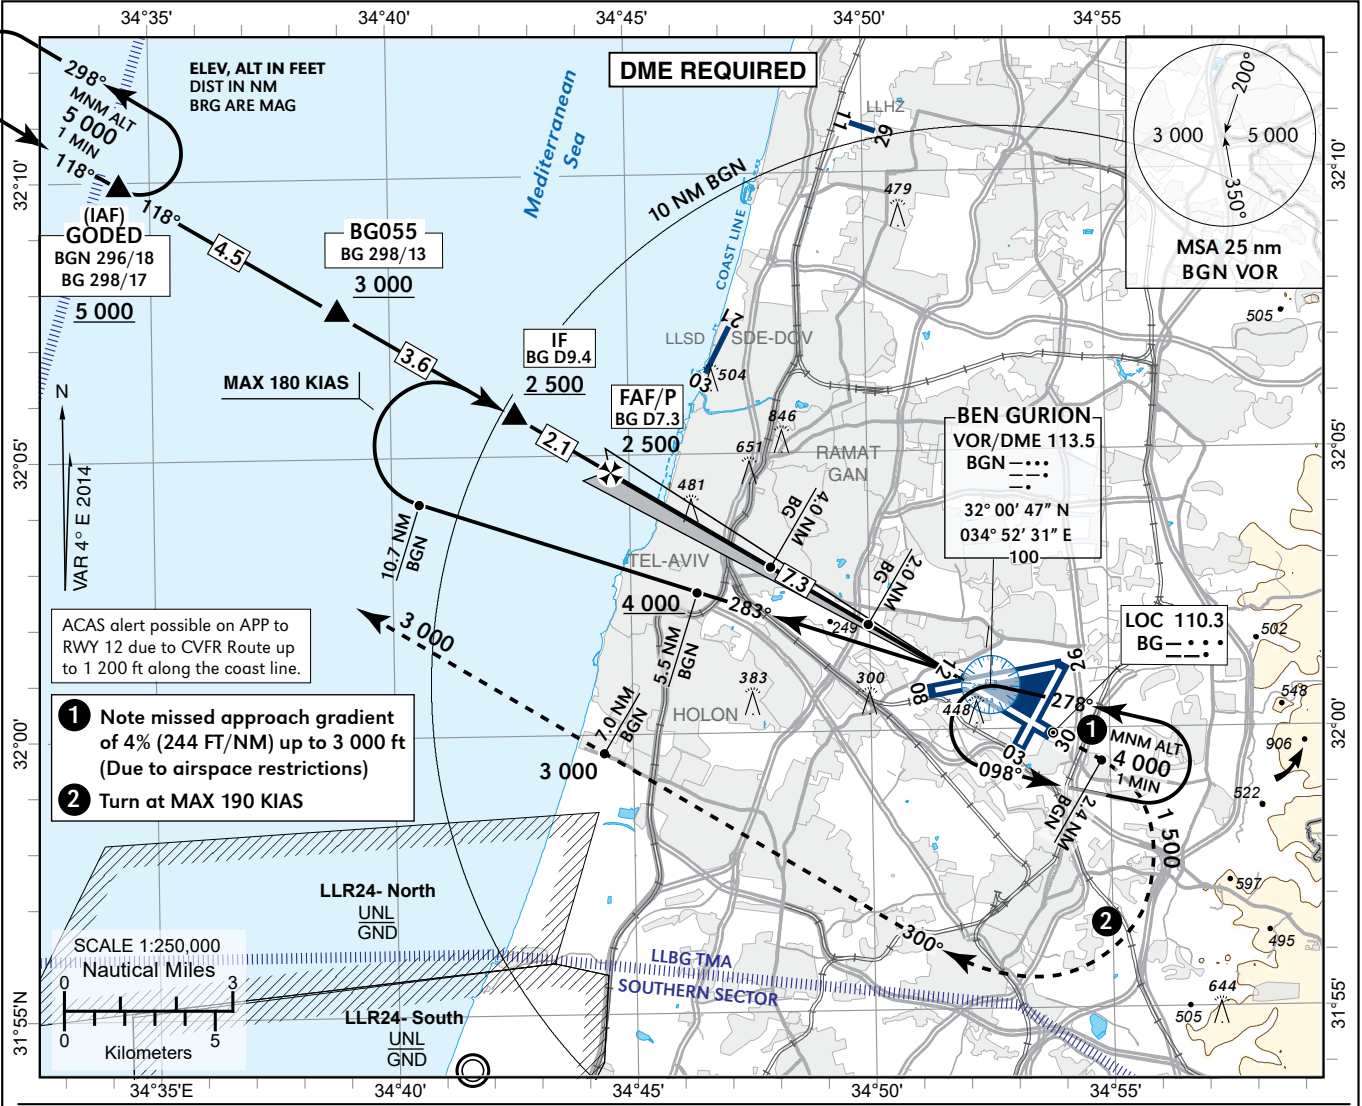 34°35'
34°40'
34°45'
34°50'
34°55'
298°
MNM ALT
5 000
1 MIN
118°
ELEV, ALT IN FEET
DIST IN NM
BRG ARE MAG
Mediterranean
Sea
DME REQUIRED
LLHZ
11
29
200°
3 000
5 000
350°
MSA 25 nm
BGN VOR
32°10'
32°10'
10 NM BGN
COAST LINE
479
(IAF)
GODED
BGN 296/18
BG 298/17
5 000
118°
4.5
BG055
BG 298/13
3 000
505
3.6
IF
BG D9.4
2 500
LLSD
SDE-DOV
21
03
504
MAX 180 KIAS
FAF/P
BG D7.3
2 500
2.1
846
651
RAMAT
GAN
481
BEN GURION
VOR/DME 113.5
BGN
32° 00' 47" N
034° 52' 31" E
100
N
VAR 4° E 2014
32°05'
32°05'
10.7 NM
BGN
4.0 NM
BG
TEL-AVIV
7.3
2.0 NM
BG
4 000
283°
249
LOC 110.3
BG
502
ACAS alert possible on APP to
RWY 12 due to CVFR Route up
to 1 200 ft along the coast line.
3 000
5.5 NM
BGN
383
300
12
08
26
448
278°
548
1 Note missed approach gradient
of 4% (244 FT/NM) up to 3 000 ft
(Due to airspace restrictions)
2 Turn at MAX 190 KIAS
7.0 NM
BGN
HOLON
3 000
03
30
098°
1
MNM ALT
4 000
1 MIN
906
32°00'
32°00'
2.4 NM
BGN
1 500
522
597
2
495
300°
LLR24- North
UNL
GND
LLBG TMA
SOUTHERN SECTOR
644
505
SCALE 1:250,000
Nautical Miles
0
3
0
5
Kilometers
LLR24- South
UNL
GND
31°55'N
31°55'
34°35'E
34°40'
34°45'
34°50'
34°55'